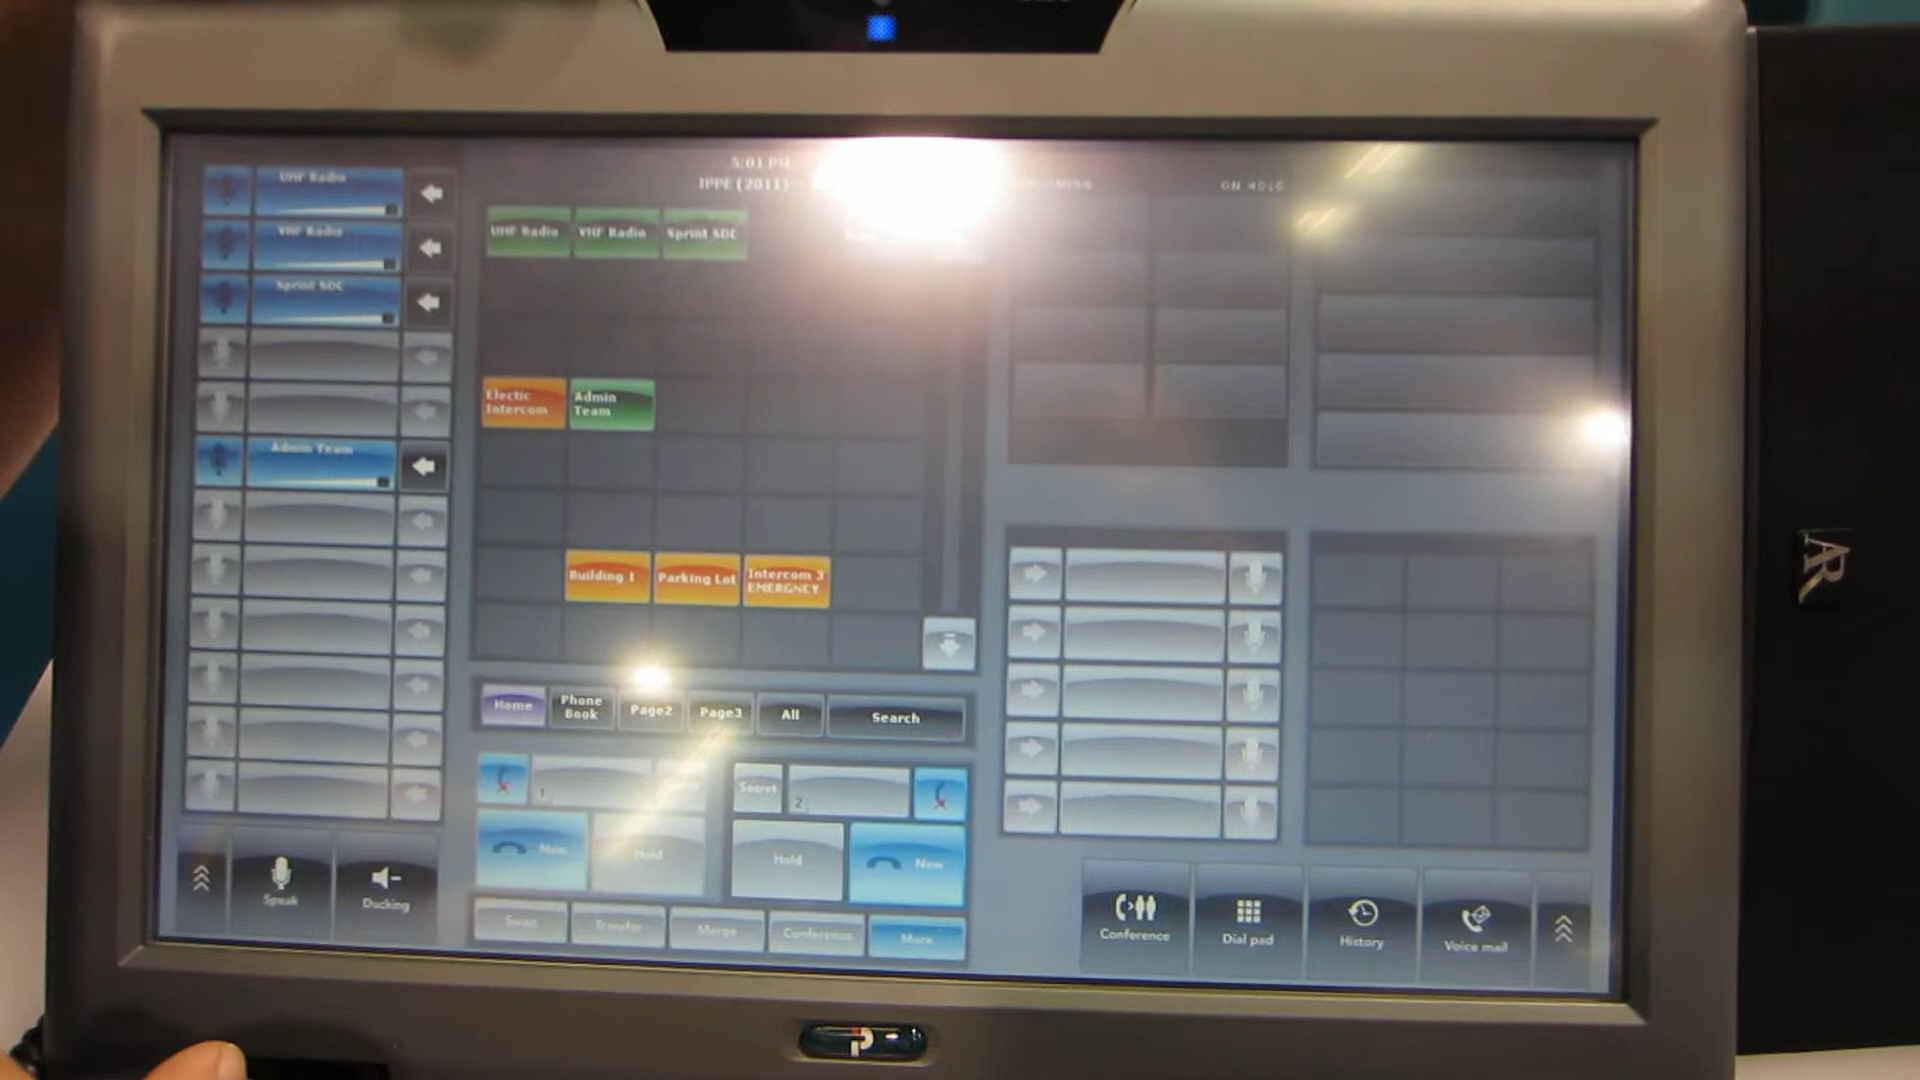 5:01 PM
IPPE (2011)
ON HOLD
UHF Radio
VHF Radio
Sprint SDC
Admin Team
UHF Radio
VHF Radio
Sprint SDC
Electic
Intercom
Admin
Team
Building 1
Parking Lot
Intercom 3
EMERGNCY
Home
Phone
Book
Page2
Page3
All
Search
1
Secret
2
New
Hold
Hold
New
Swap
Transfer
Merge
Conference
More
Speak
Ducking
Conference
Dial pad
History
Voice mail